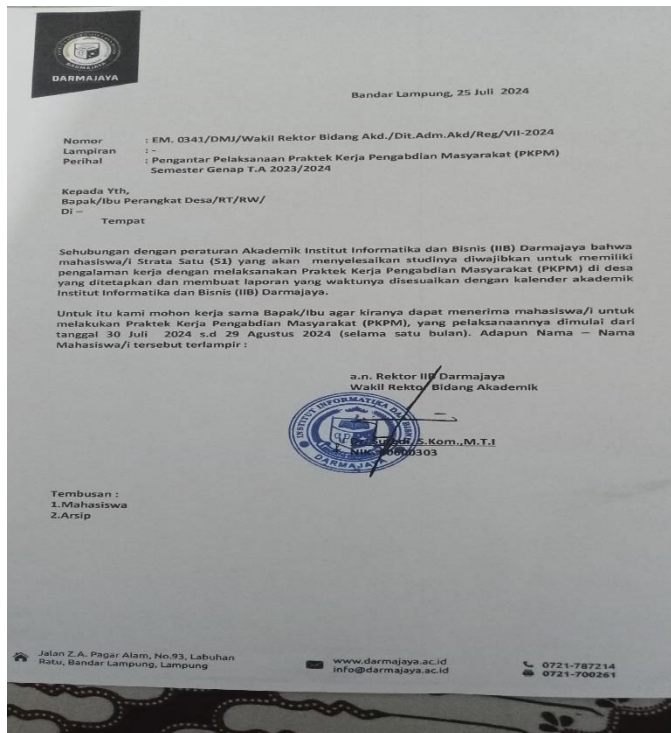 DARMAJAYA
Bandar Lampung, 25 Juli 2024
Nomor : EM. 0341/DMJ/Wakil Rektor Bidang Akd./Dit.Adm.Akd/Reg/VII-2024
Lampiran : -
Perihal : Pengantar Pelaksanaan Praktek Kerja Pengabdian Masyarakat (PKPM)
Semester Genap T.A 2023/2024
Kepada Yth,
Bapak/Ibu Perangkat Desa/RT/RW/
Di –
Tempat
Sehubungan dengan peraturan Akademik Institut Informatika dan Bisnis (IIB) Darmajaya bahwa
mahasiswa/i Strata Satu (S1) yang akan menyelesaikan studinya diwajibkan untuk memiliki
pengalaman kerja dengan melaksanakan Praktek Kerja Pengabdian Masyarakat (PKPM) di desa
yang ditetapkan dan membuat laporan yang waktunya disesuaikan dengan kalender akademik
Institut Informatika dan Bisnis (IIB) Darmajaya.
Untuk itu kami mohon kerja sama Bapak/Ibu agar kiranya dapat menerima mahasiswa/i untuk
melakukan Praktek Kerja Pengabdian Masyarakat (PKPM), yang pelaksanaannya dimulai dari
tanggal 30 Juli 2024 s.d 29 Agustus 2024 (selama satu bulan). Adapun Nama – Nama
Mahasiswa/i tersebut terlampir :
a.n. Rektor IIB Darmajaya
Wakil Rektor Bidang Akademik
INSTITUT INFORMATIKA DAN
DARMAJAYA
S.Kom.,M.T.I
NIK.
Tembusan :
1.Mahasiswa
2.Arsip
Jalan Z.A. Pagar Alam, No.93, Labuhan
Ratu, Bandar Lampung, Lampung
www.darmajaya.ac.id
info@darmajaya.ac.id
0721-787214
0721-700261